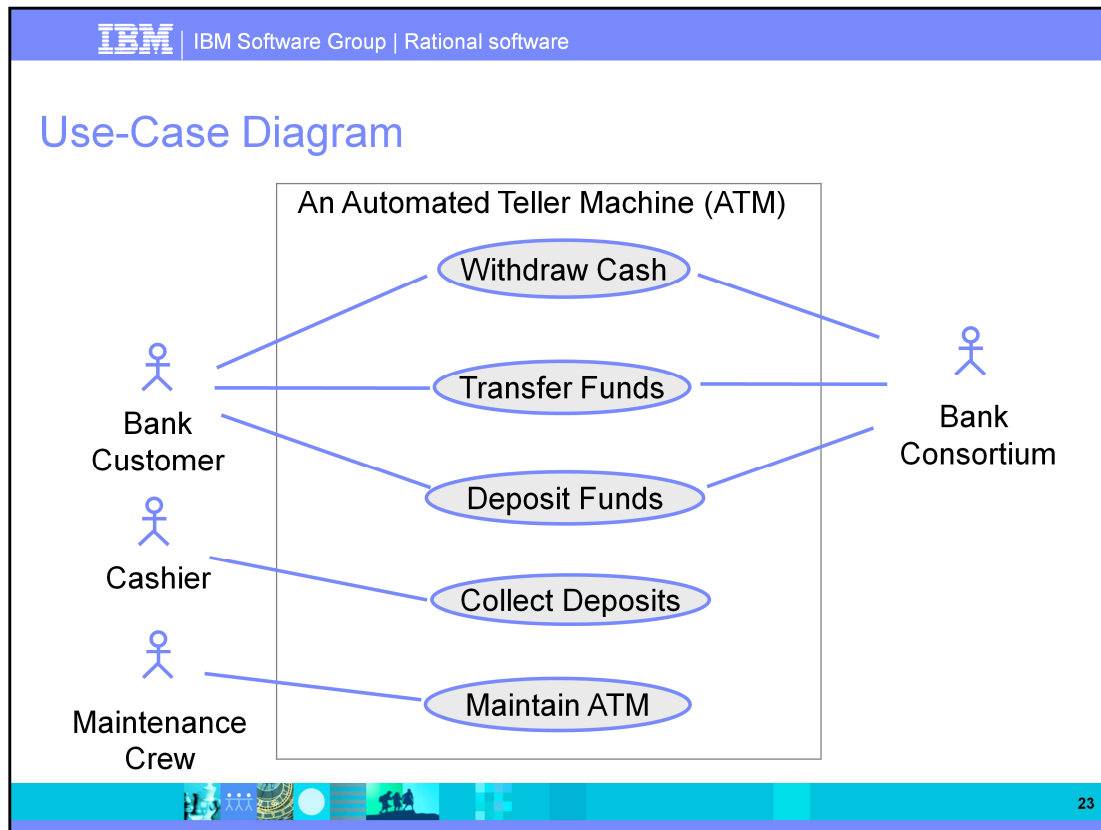 IBM | IBM Software Group | Rational software
Use-Case Diagram
An Automated Teller Machine (ATM)
Withdraw Cash
Transfer Funds
Bank
Customer
Bank
Consortium
Deposit Funds
Cashier
Collect Deposits
Maintain ATM
Maintenance
Crew
23